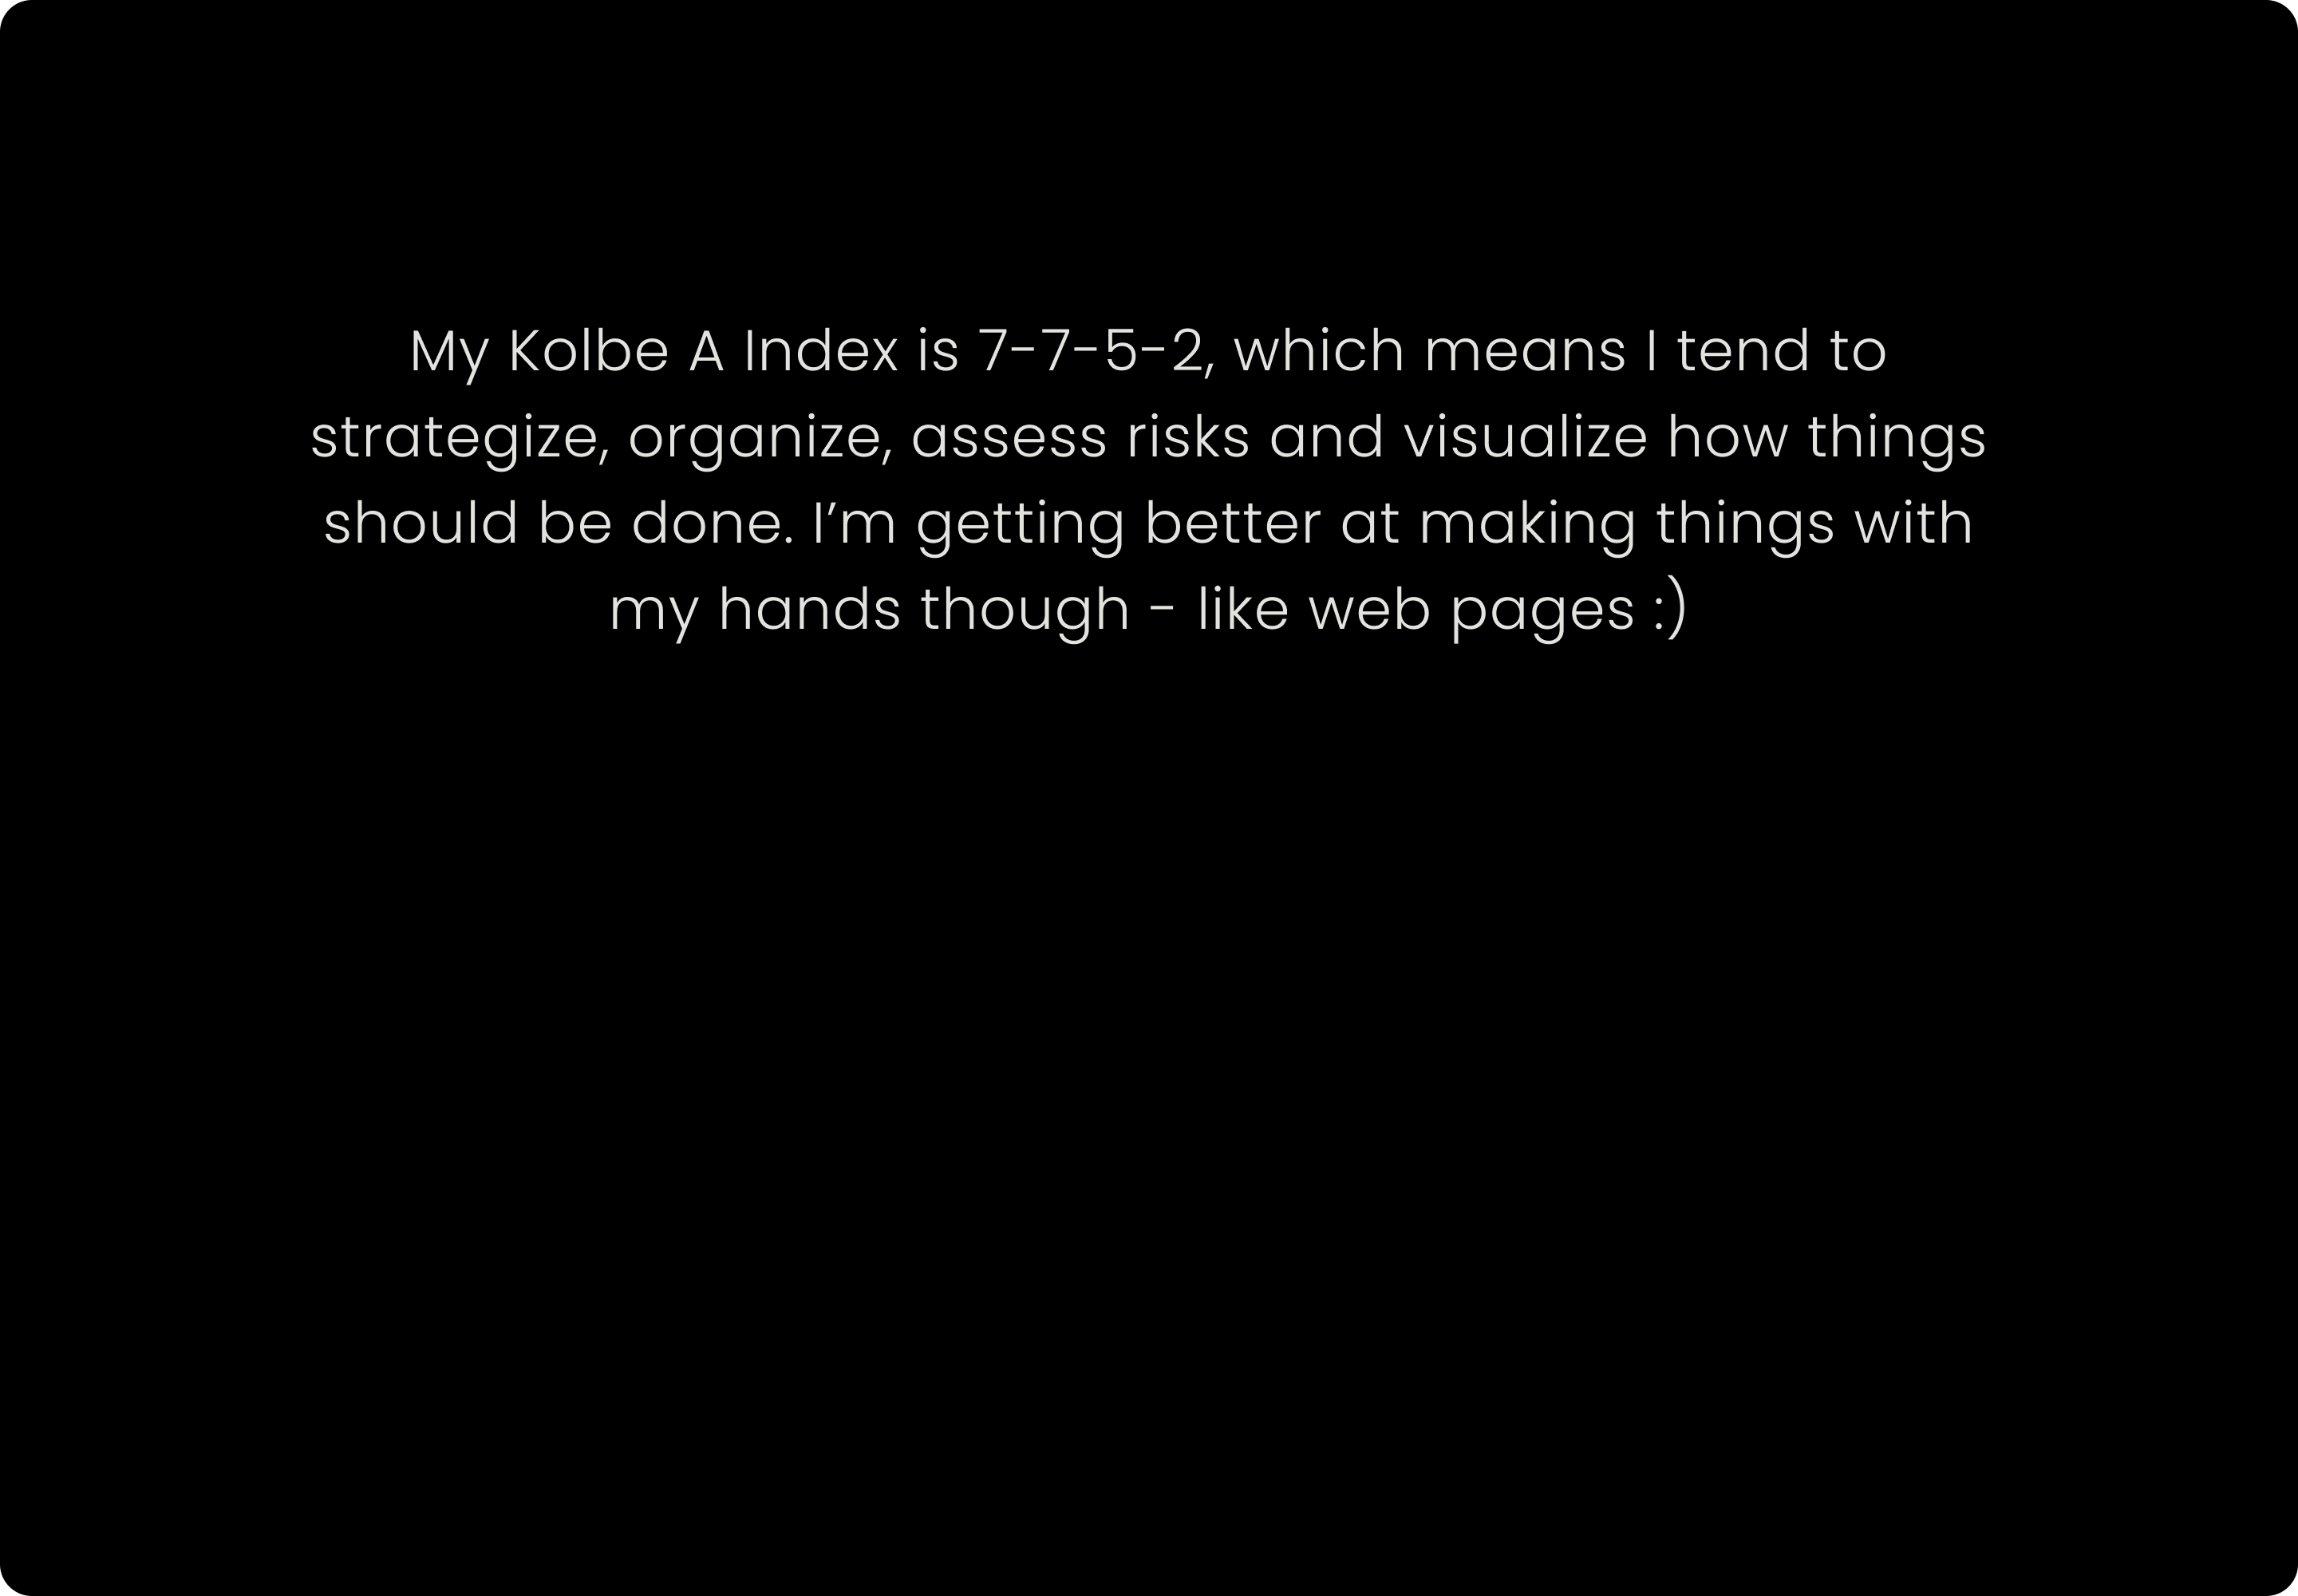 My Kolbe A Index is 7-7-5-2, which means I tend to
strategize, organize, assess risks and visualize how things
should be done. I’m getting better at making things with
my hands though - like web pages :)